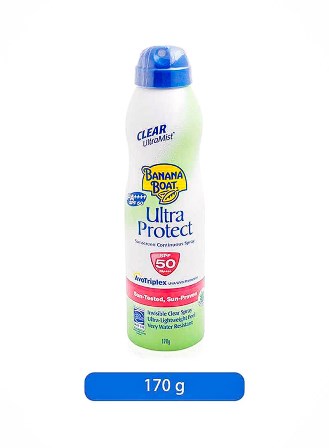 CLEAR
UltraMist
BANANA
BOAT
Ultra
Protect
Sunscreen Continuous Spray
SPF
50
AvoTriplex
Sun-Tested, Sun-Proven
Invisible Clear Spray
Ultra-Lightweight Feel
Very Water Resistant
170g
170 g